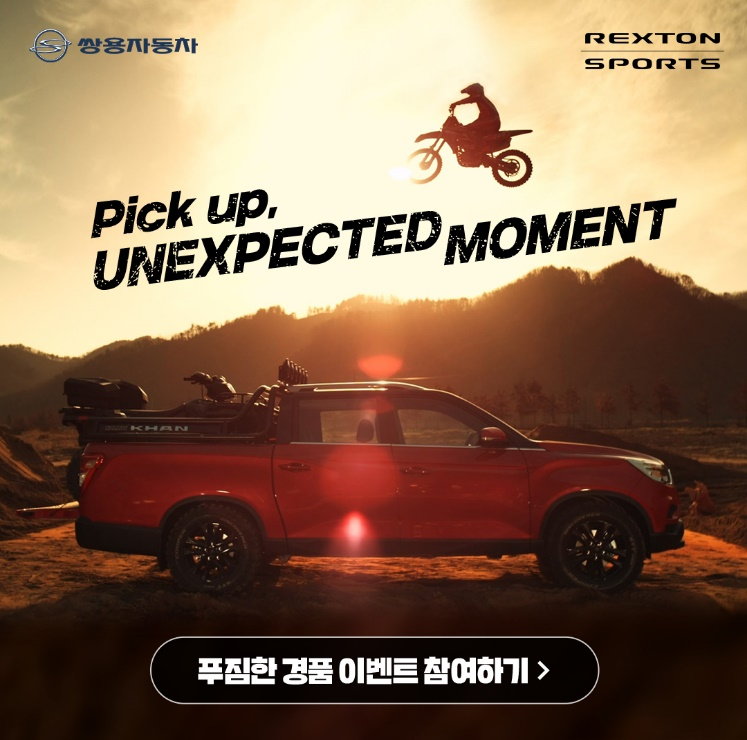 쌍용자동차
REXTON
SPORTS
Pick up,
UNEXPECTED MOMENT
KHAN
푸짐한 경품 이벤트 참여하기 >